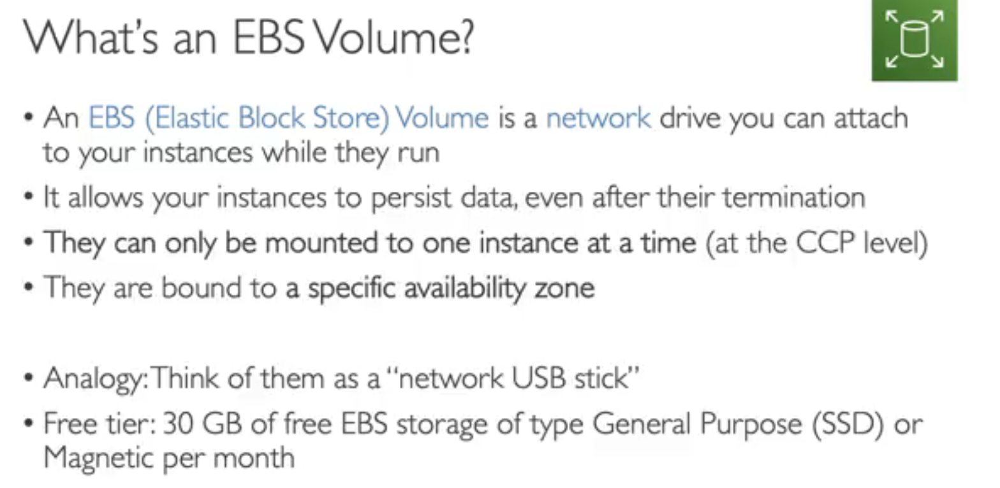 What's an EBS Volume?
• An EBS (Elastic Block Store) Volume is a network drive you can attach
to your instances while they run
• It allows your instances to persist data, even after their termination
• They can only be mounted to one instance at a time (at the CCP level)
• They are bound to a specific availability zone
• Analogy: Think of them as a “network USB stick”
• Free tier: 30 GB of free EBS storage of type General Purpose (SSD) or
Magnetic per month